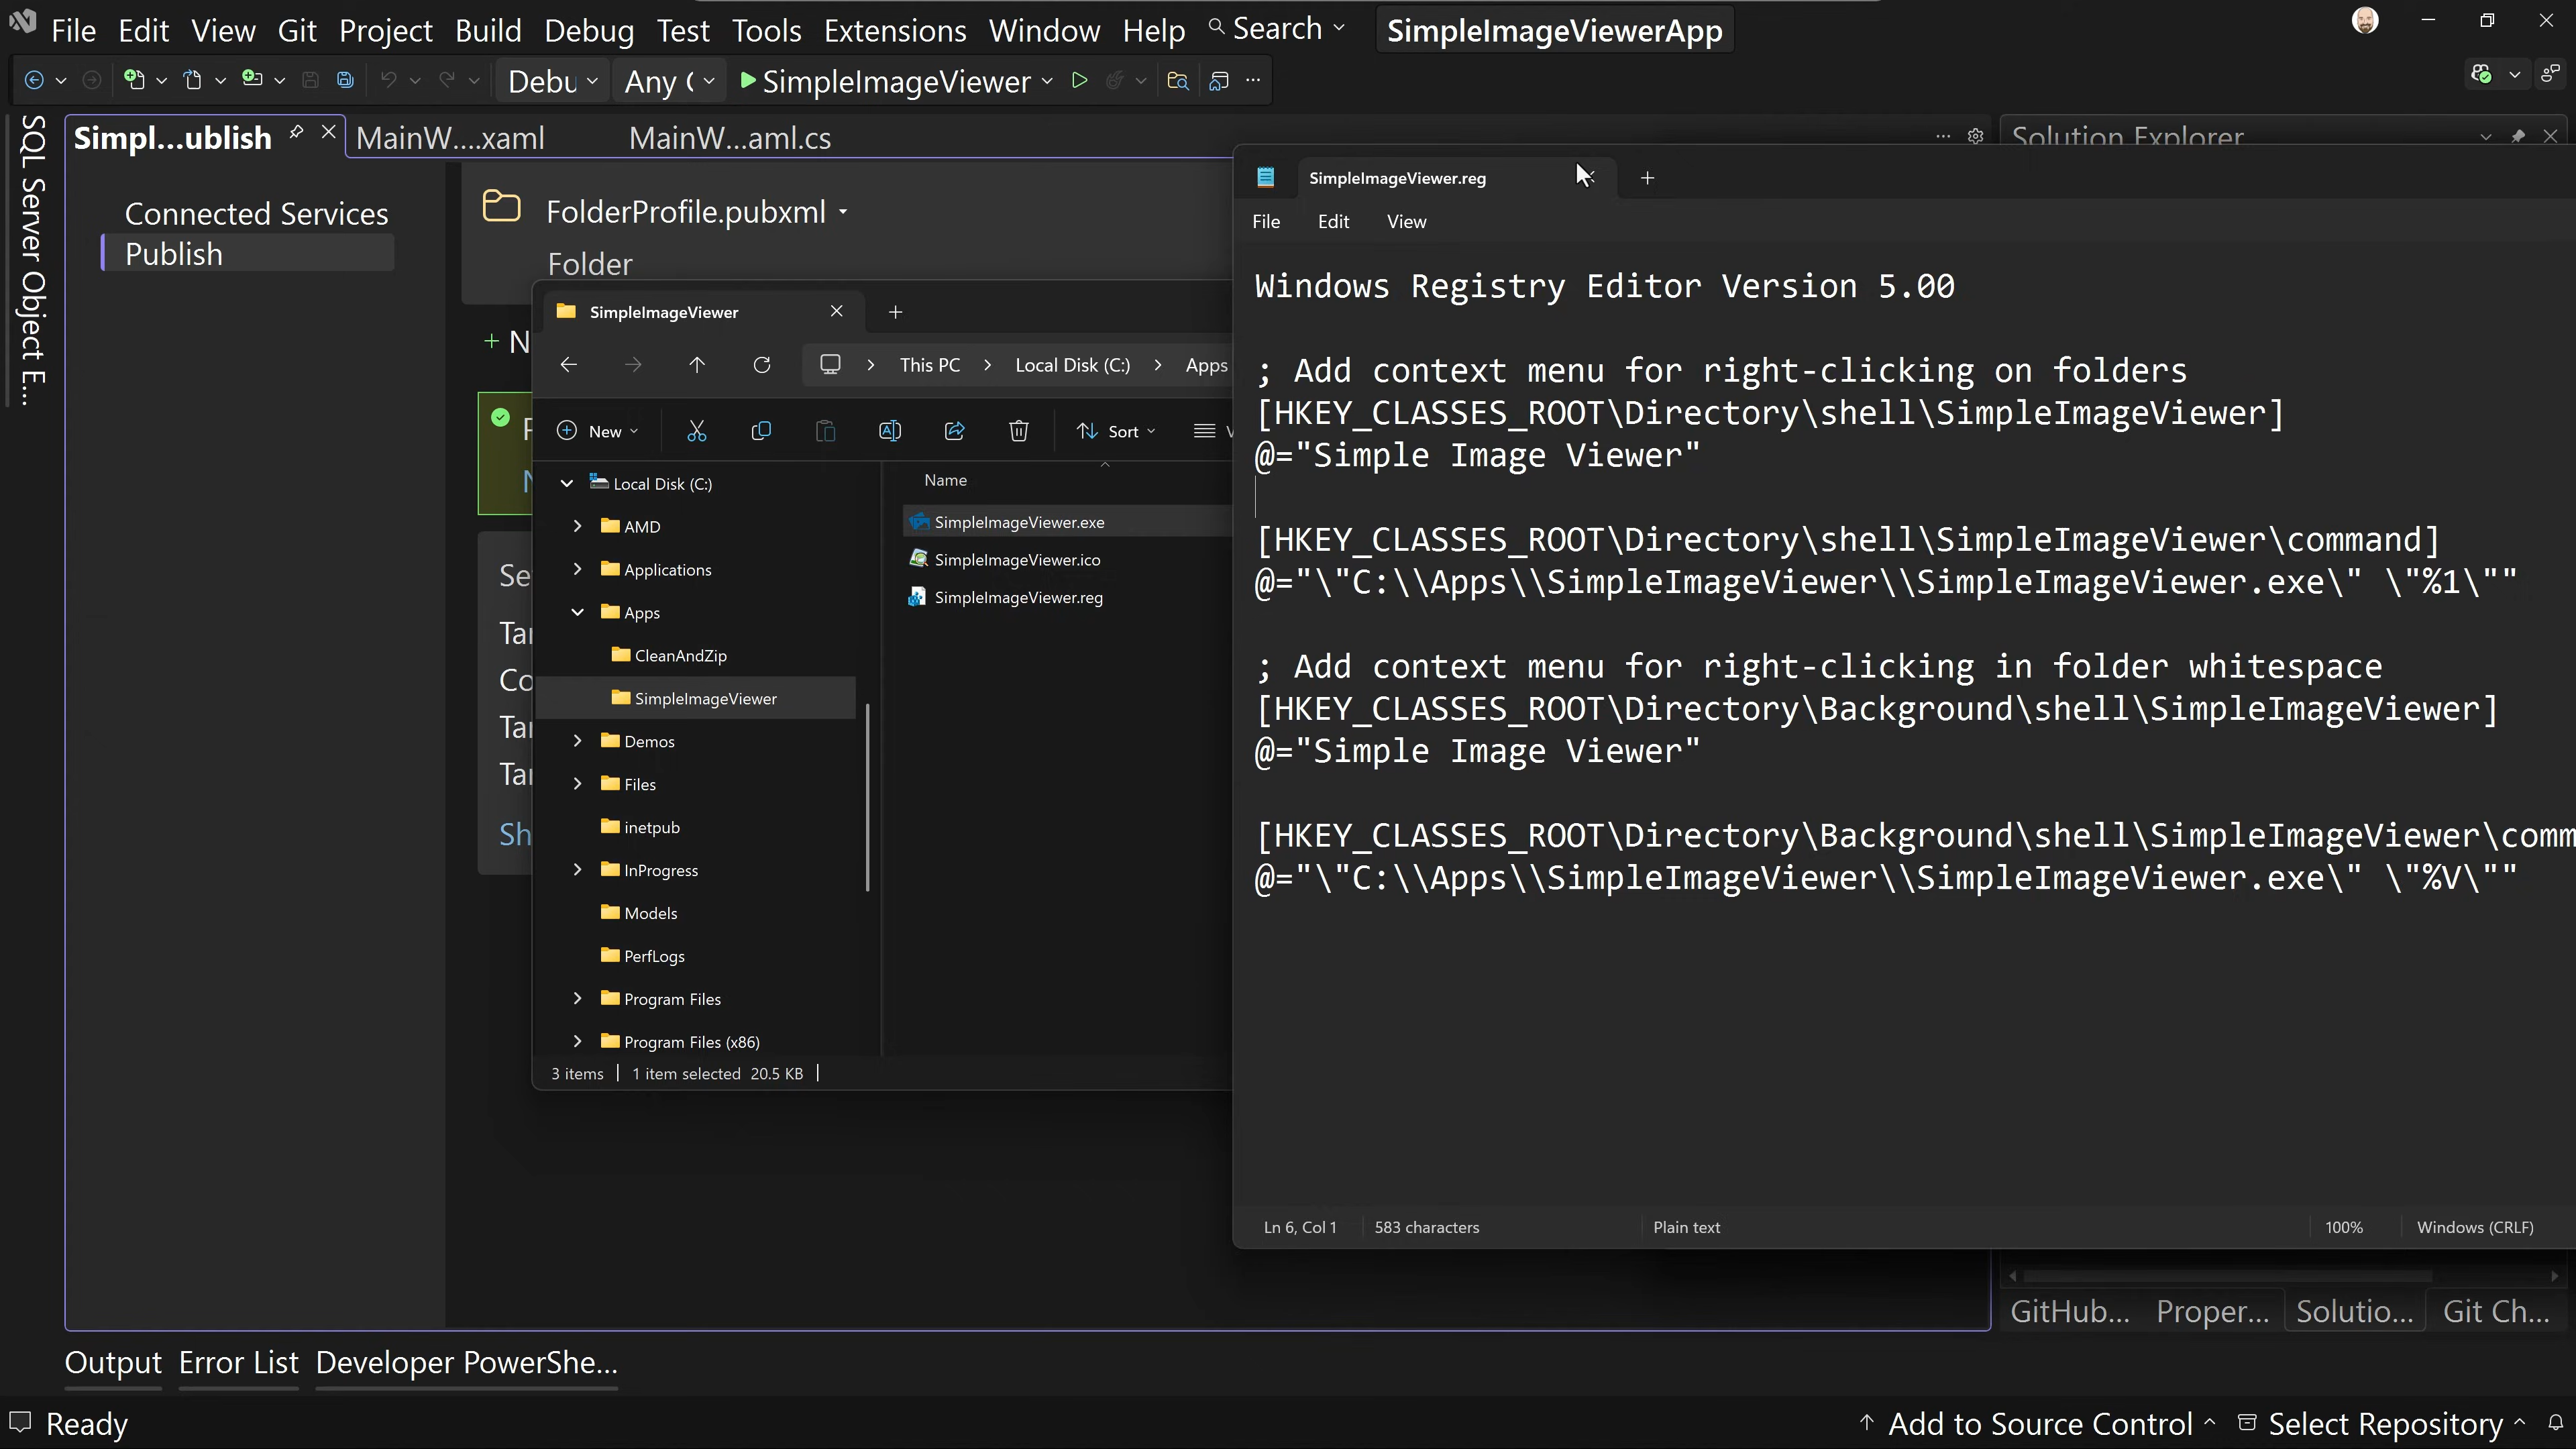 File Edit View Git Project Build Debug Test Tools Extensions Window Help Search SimpleImageViewerApp
Debu Any ( SimpleImageViewer
SQL Server Object E...
Simpl...ublish MainW....xaml MainW...aml.cs
Solution Explorer
Connected Services
Publish
FolderProfile.pubxml
Folder
+ N
SimpleImageViewer
This PC > Local Disk (C:) > Apps
New Sort
Local Disk (C:)
AMD
Applications
Apps
CleanAndZip
SimpleImageViewer
Demos
Files
inetpub
InProgress
Models
PerfLogs
Program Files
Program Files (x86)
Name
SimpleImageViewer.exe
SimpleImageViewer.ico
SimpleImageViewer.reg
3 items 1 item selected 20.5 KB
Se
Tar
Co
Tar
Tar
Sh
SimpleImageViewer.reg
File Edit View
Windows Registry Editor Version 5.00
; Add context menu for right-clicking on folders
[HKEY_CLASSES_ROOT\Directory\shell\SimpleImageViewer]
@="Simple Image Viewer"
[HKEY_CLASSES_ROOT\Directory\shell\SimpleImageViewer\command]
@="\"C:\\Apps\\SimpleImageViewer\\SimpleImageViewer.exe\" \"%1\""
; Add context menu for right-clicking in folder whitespace
[HKEY_CLASSES_ROOT\Directory\Background\shell\SimpleImageViewer]
@="Simple Image Viewer"
[HKEY_CLASSES_ROOT\Directory\Background\shell\SimpleImageViewer\comm
@="\"C:\\Apps\\SimpleImageViewer\\SimpleImageViewer.exe\" \"%V\""
Ln 6, Col 1 583 characters Plain text 100% Windows (CRLF)
GitHub... Proper... Solutio... Git Ch...
Output Error List Developer PowerShe...
Ready Add to Source Control Select Repository